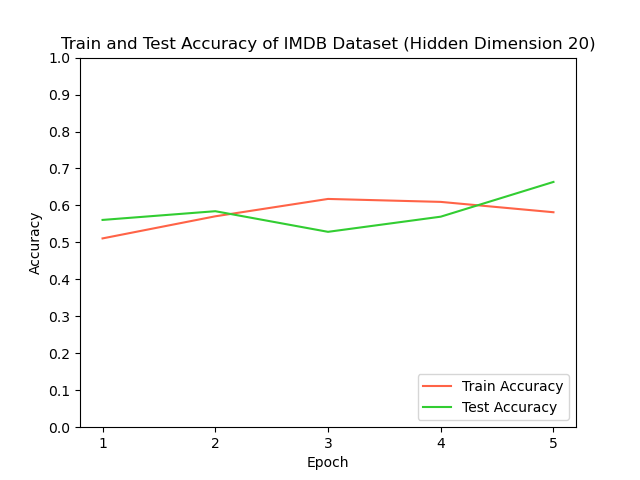 Train and Test Accuracy of IMDB Dataset (Hidden Dimension 20)
1.0
0.9
0.8
0.7
0.6
0.5
0.4
0.3
0.2
0.1
0.0
Accuracy
Train Accuracy
Test Accuracy
1 2 3 4 5
Epoch